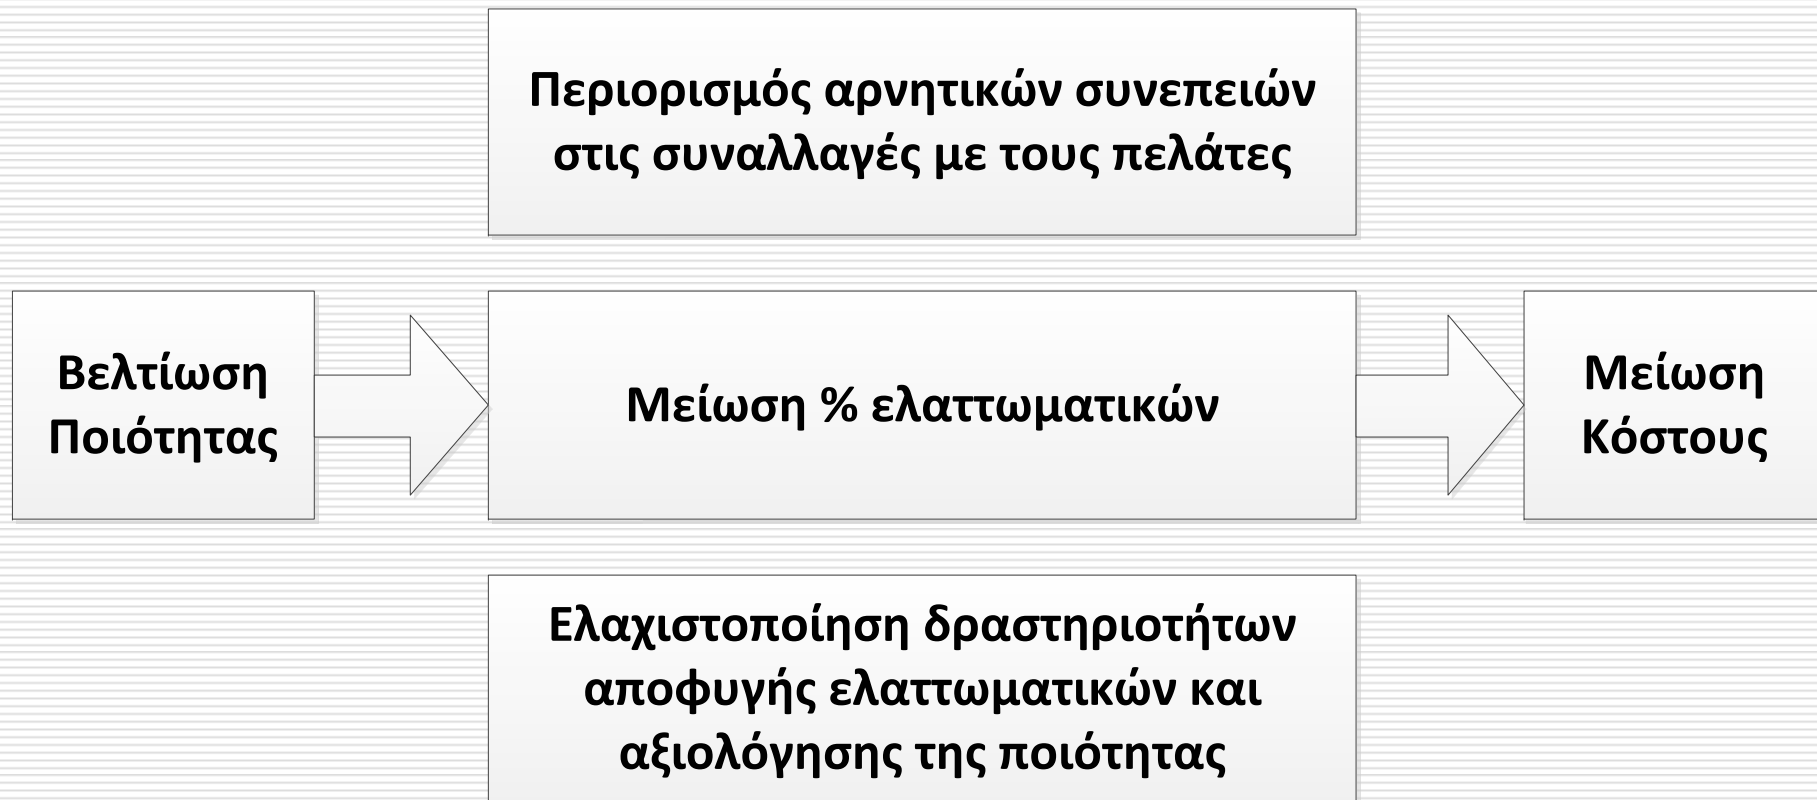 Περιορισμός αρνητικών συνεπειών
στις συναλλαγές με τους πελάτες
Βελτίωση
Ποιότητας
Μείωση % ελαττωματικών
Μείωση
Κόστους
Ελαχιστοποίηση δραστηριοτήτων
αποφυγής ελαττωματικών και
αξιολόγησης της ποιότητας